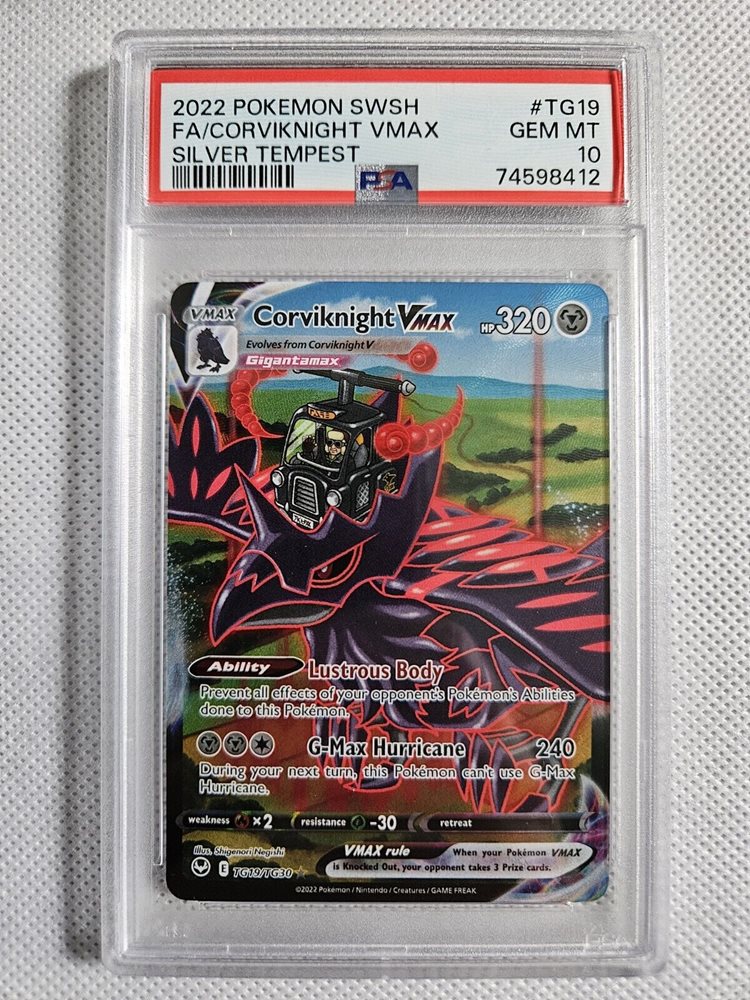 2022 POKEMON SWSH #TG19
FA/CORVIKNIGHT VMAX GEM MT
SILVER TEMPEST 10
PSA 74598412
VMAX Corviknight VMAX HP 320
Evolves from Corviknight V
Gigantamax
Ability Lustrous Body
Prevent all effects of your opponent's Pokémon's Abilities
done to this Pokémon.
G-Max Hurricane 240
During your next turn, this Pokémon can't use G-Max
Hurricane.
weakness ×2 resistance -30 retreat
Illus. Shigenori Negishi
VMAX rule When your Pokémon VMAX
is Knocked Out, your opponent takes 3 Prize cards.
E TG19/TG30
©2022 Pokémon / Nintendo / Creatures / GAME FREAK